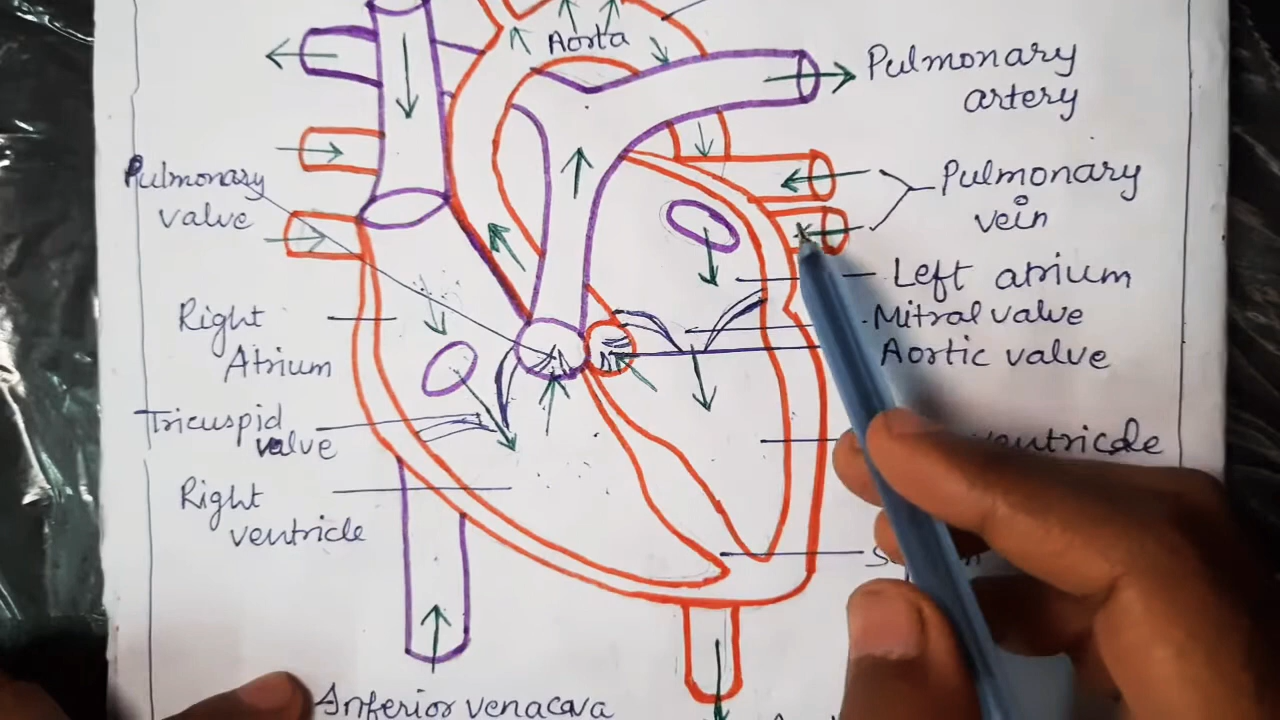 Aorta
Pulmonary
artery
Pulmonary
valve
Pulmonary
vein
Left atrium
Mitral valve
Aortic valve
Right
Atrium
Tricuspid
valve
Right
ventricle
Inferior venacava